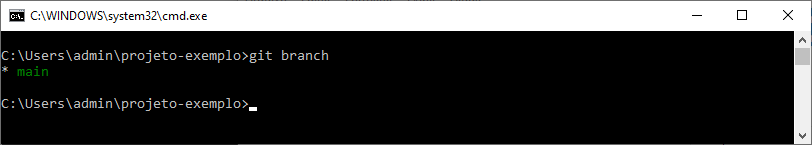 C:\WINDOWS\system32\cmd.exe
C:\Users\admin\projeto-exemplo>git branch
* main
C:\Users\admin\projeto-exemplo>